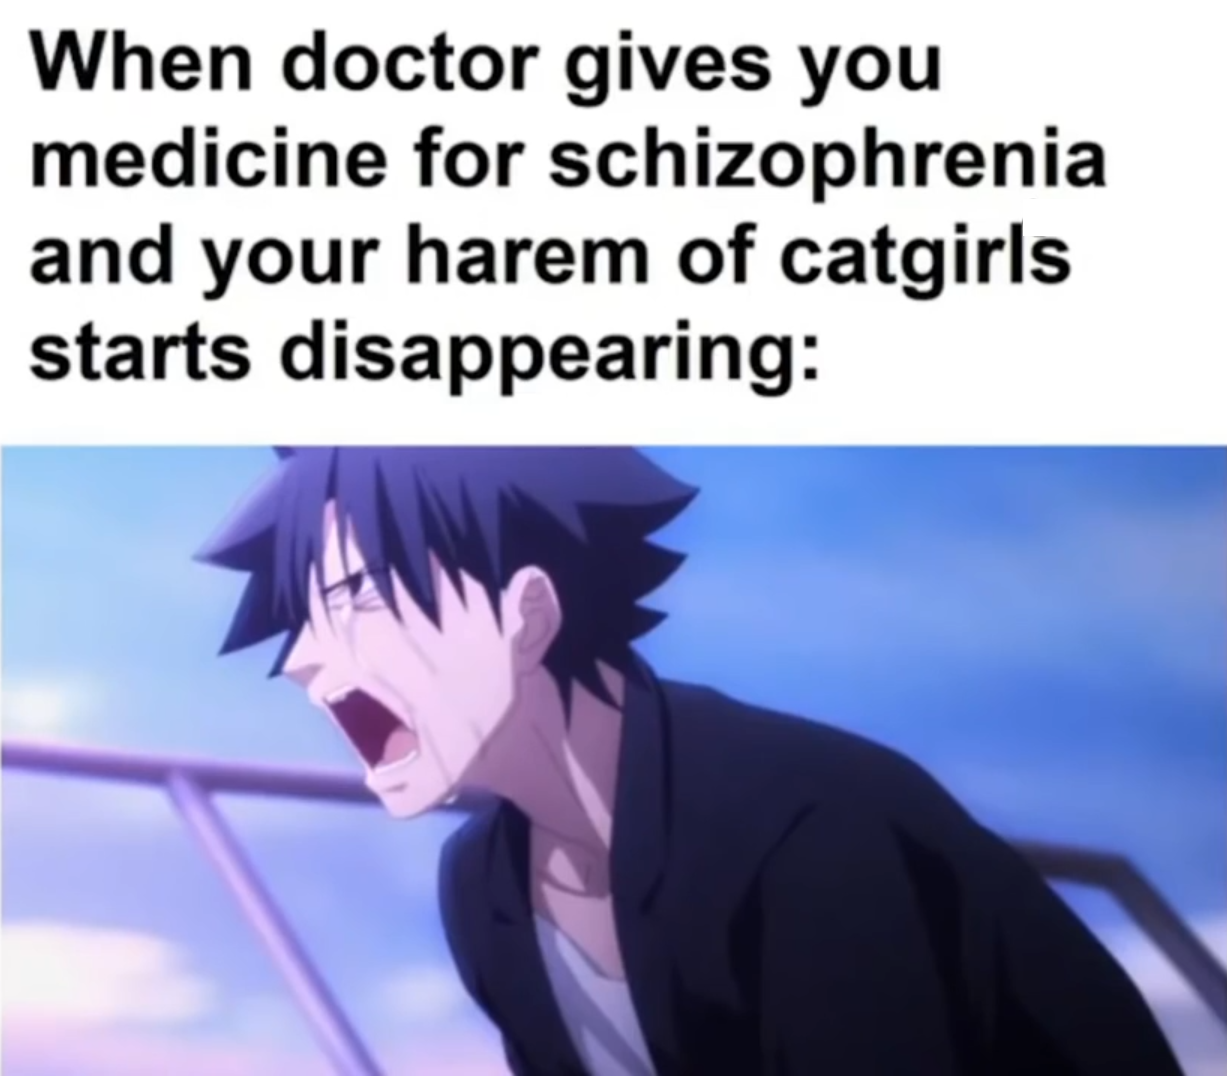 When doctor gives you
medicine for schizophrenia
and your harem of catgirls
starts disappearing: